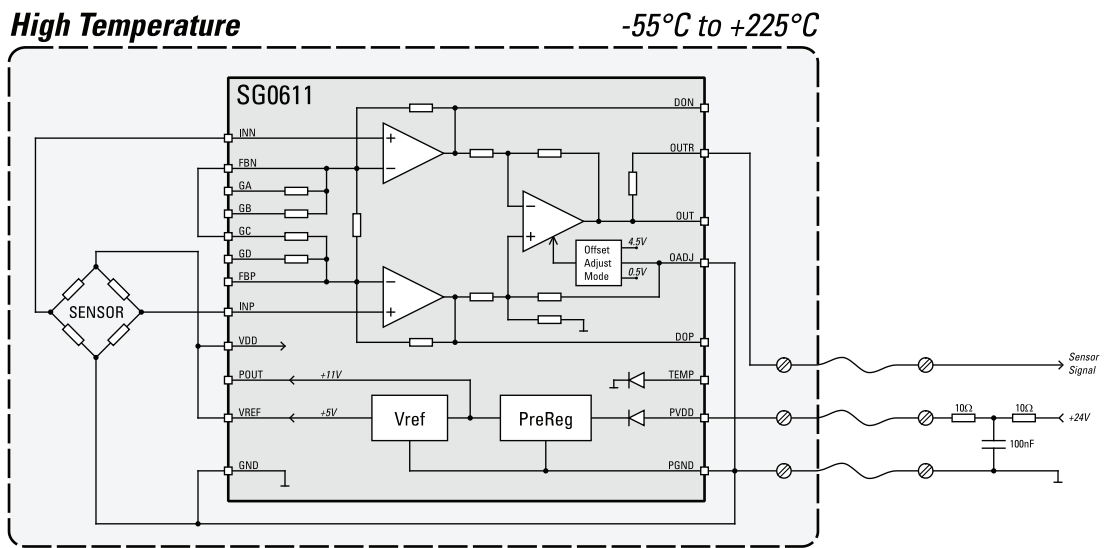 High Temperature
-55°C to +225°C
SG0611
DON
INN
OUTR
FBN
GA
GB
OUT
GC
4.5V
Offset
Adjust
Mode
GD
OADJ
0.5V
FBP
SENSOR
INP
VDD
DOP
Sensor
Signal
POUT
+11V
TEMP
VREF
+5V
Vref
PreReg
PVDD
10Ω
10Ω
+24V
100nF
GND
PGND
+
−
−
+
−
+